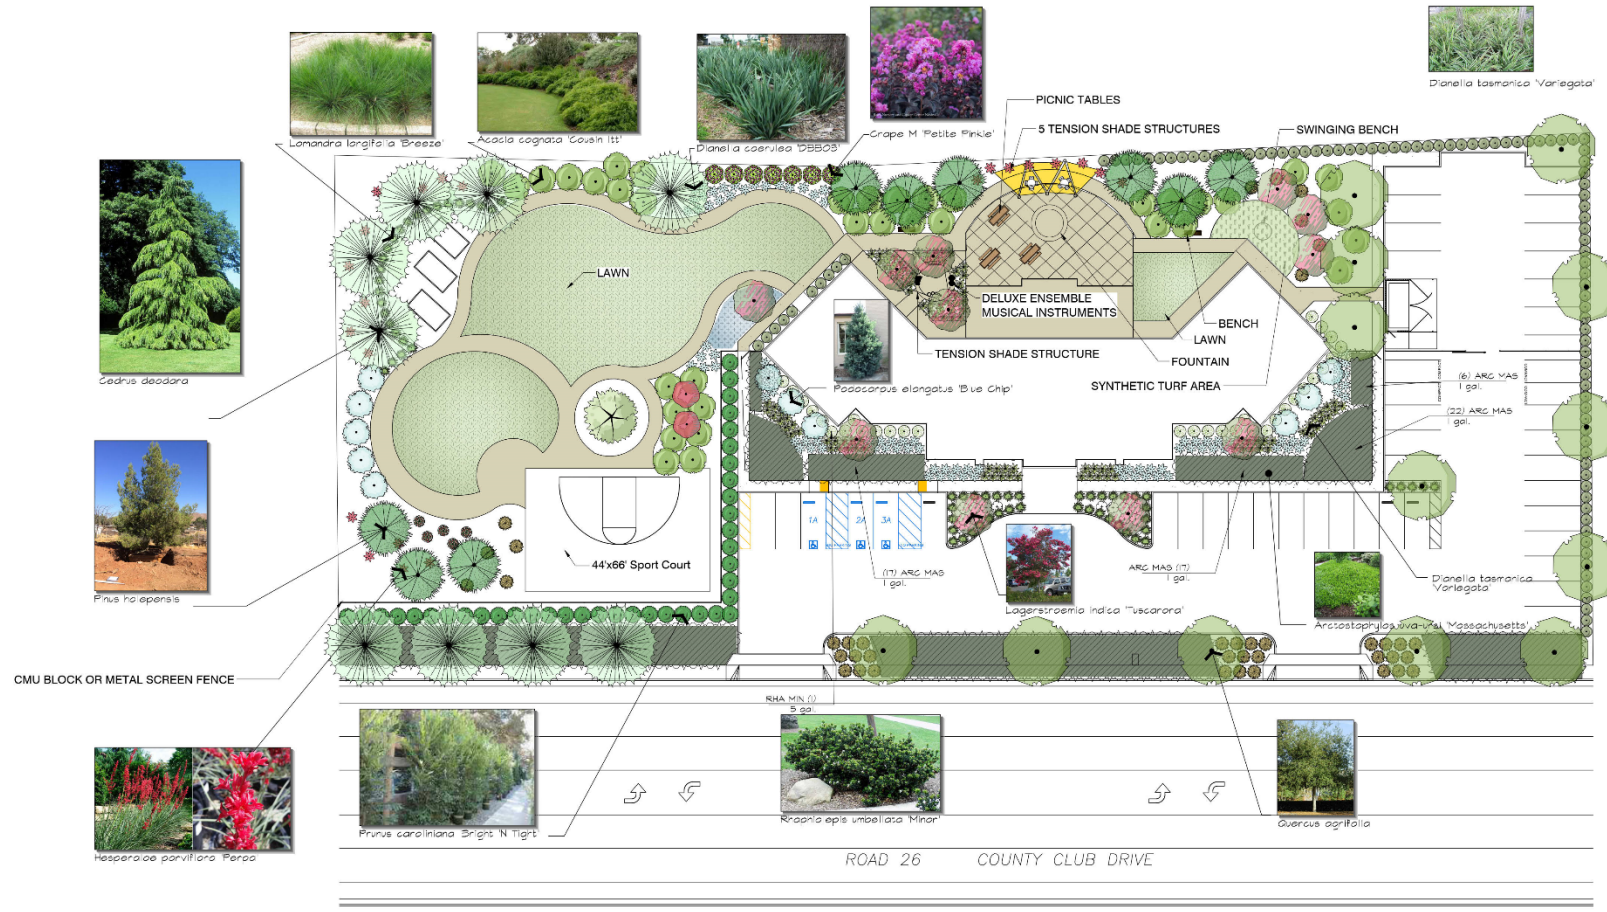 Dianella tasmanica 'Variegata'
Lomandra longifolia 'Breeze'
Acacia cognata 'Cousin Itt'
Dianella caerulea 'DBB03'
Crape M 'Petite Pinkie'
PICNIC TABLES
5 TENSION SHADE STRUCTURES
SWINGING BENCH
LAWN
DELUXE ENSEMBLE
MUSICAL INSTRUMENTS
BENCH
LAWN
TENSION SHADE STRUCTURE
FOUNTAIN
Cedrus deodara
Podocarpus elongatus 'Blue Chip'
SYNTHETIC TURF AREA
(6) ARC MAS
1 gal.
(22) ARC MAS
1 gal.
1A
2A
3A
44'x66' Sport Court
(17) ARC MAS
1 gal.
ARC MAS (17)
1 gal.
Dianella tasmanica
'Variegata'
Pinus halepensis
Lagerstroemia indica 'Tuscarora'
Arctostaphylos uva-ursi 'Massachusetts'
CMU BLOCK OR METAL SCREEN FENCE
RHA MIN (1)
5 gal.
Prunus caroliniana 'Bright 'N Tight'
Rhaphiolepis umbellata 'Minor'
Quercus agrifolia
Hesperaloe parviflora 'Perpa'
ROAD 26 COUNTY CLUB DRIVE